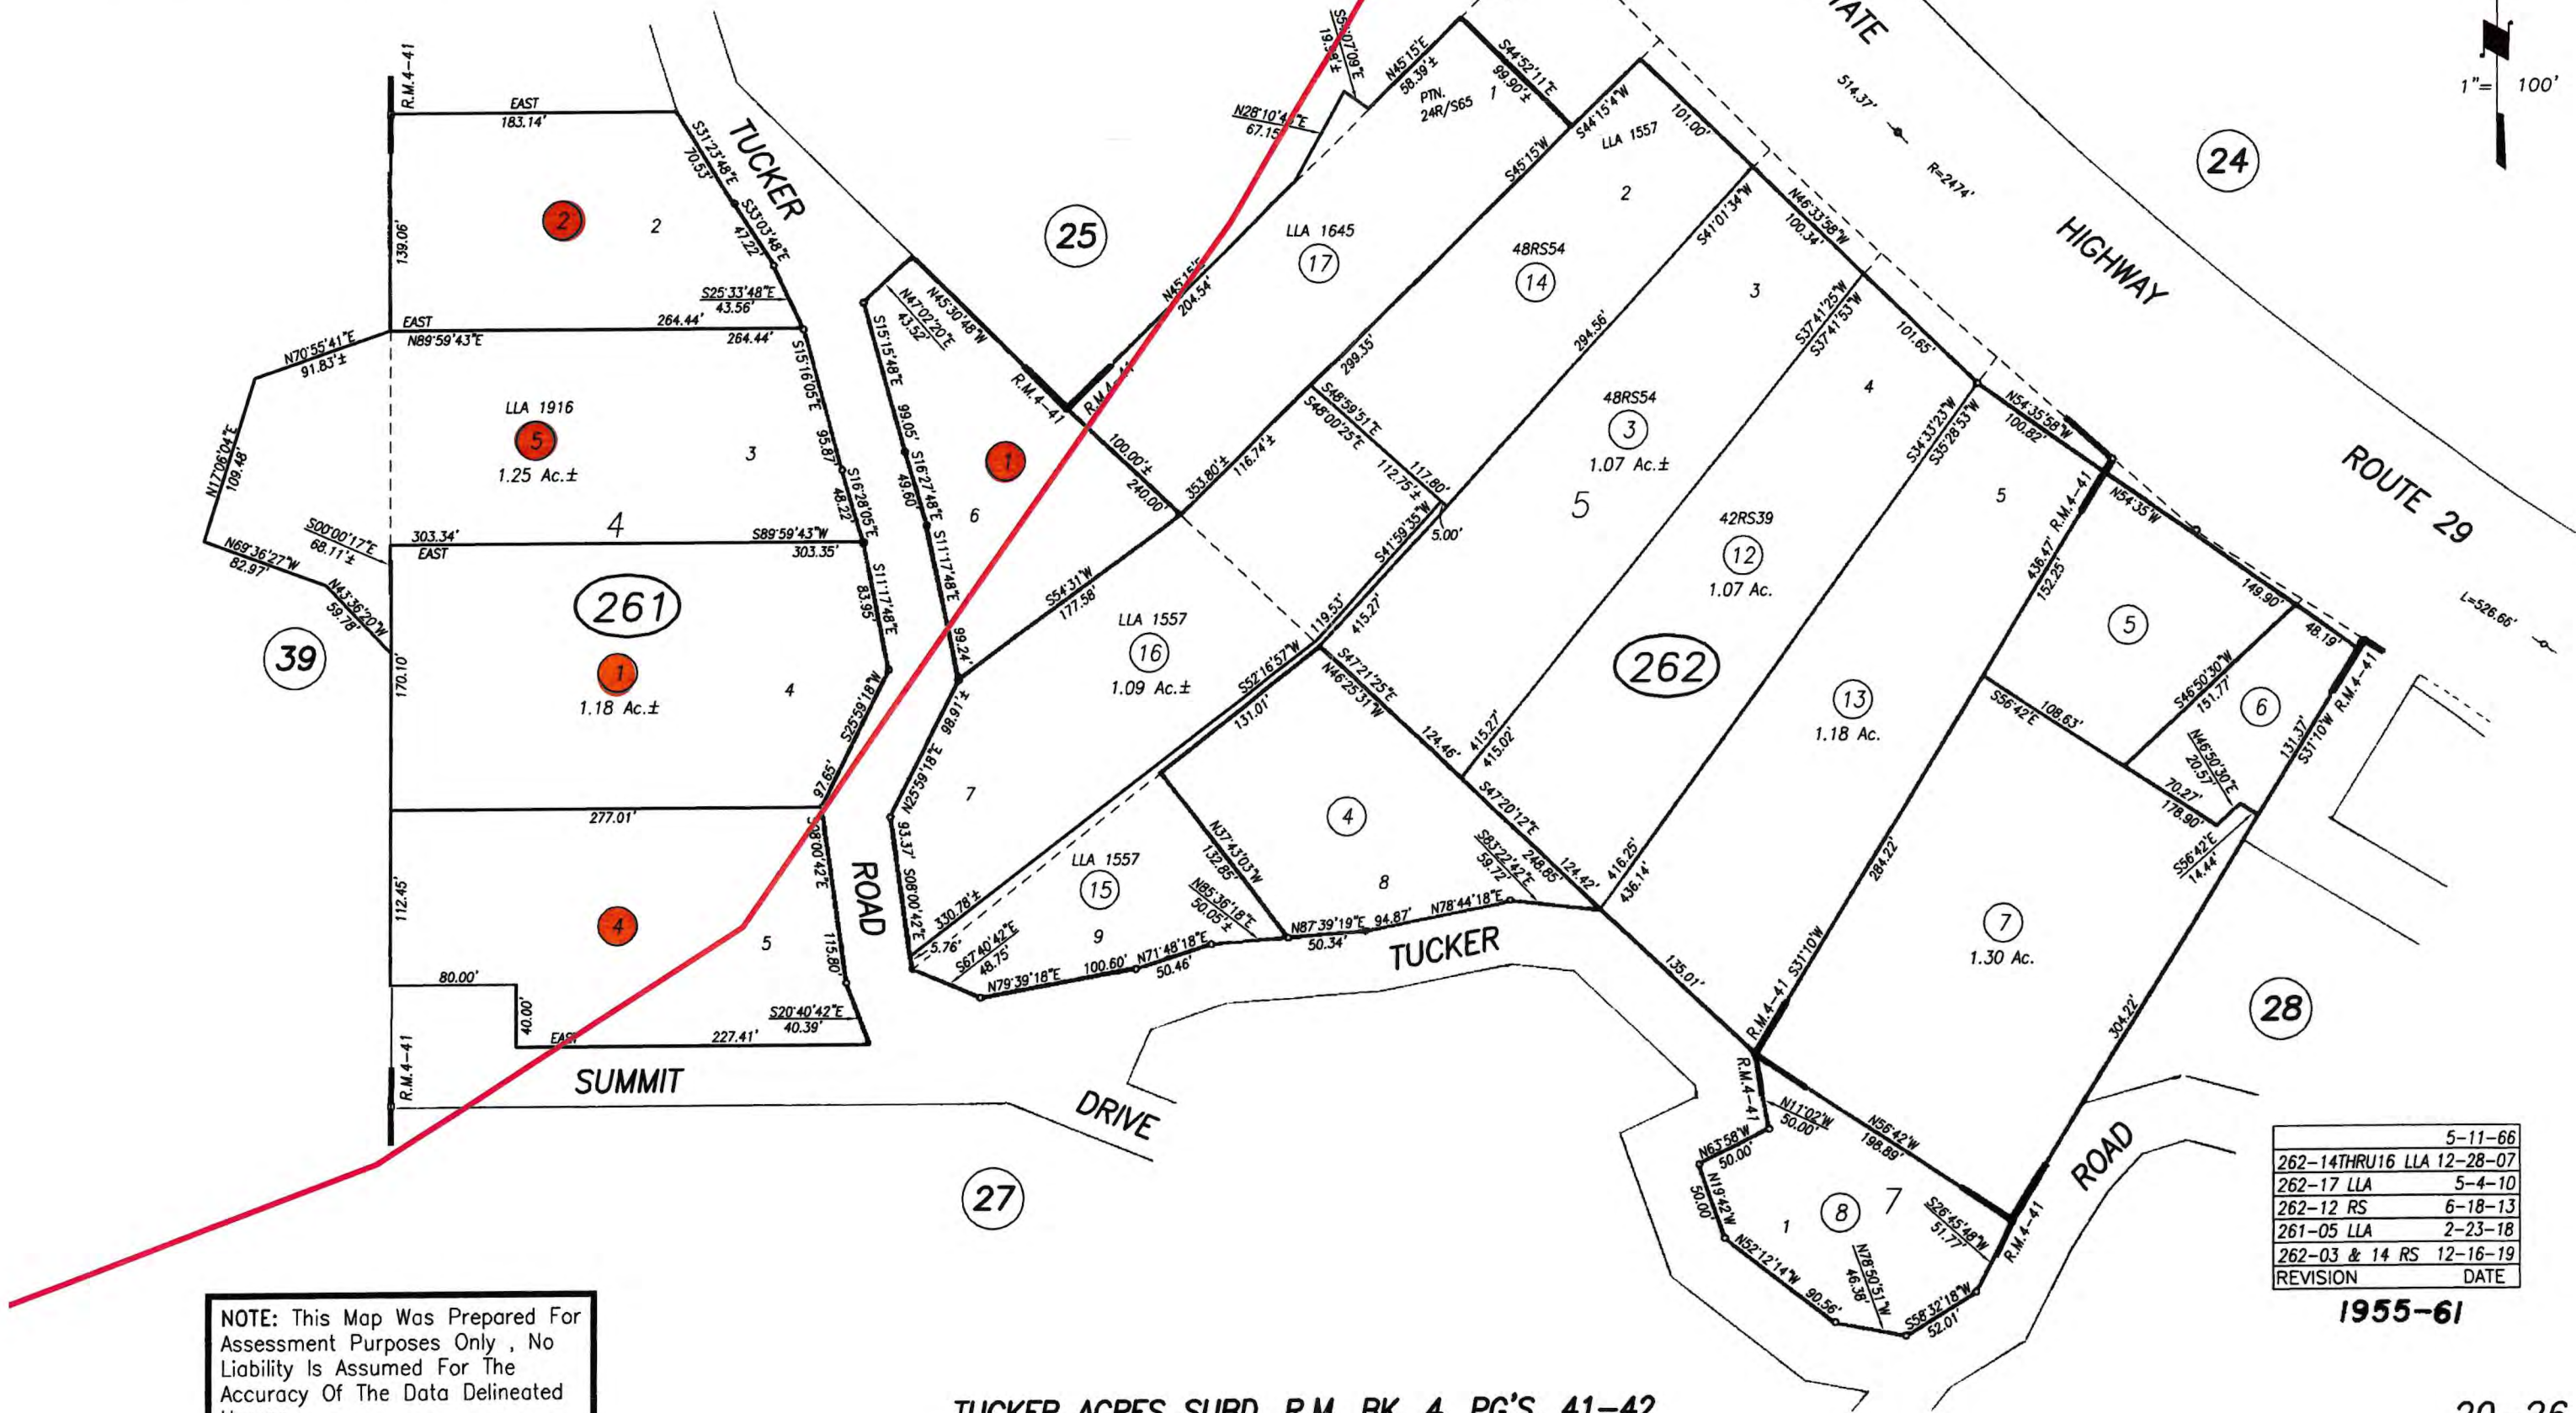 R.M.4-41
EAST
183.14'
S31°23'48"E
70.53'
TUCKER
S33°03'48"E
47.22'
2
2
139.06'
S25°33'48"E
43.56'
EAST
264.44'
N89°59'43"E
264.44'
N70°55'41"E
91.83'±
N17°06'04"E
109.48'
LLA 1916
5
1.25 Ac.±
3
S15°16'05"E
95.87'
S16°28'05"E
48.22'
S00°00'17"E
68.11'±
N69°36'27"W
82.97'
N43°36'20"W
59.78'
303.34'
EAST
4
S89°59'43"W
303.35'
261
S11°17'48"E
83.95'
39
170.10'
1
1.18 Ac.±
4
S25°59'18"W
97.65'
277.01'
S08°00'42"E
115.80'
112.45'
4
5
80.00'
40.00'
EAST
227.41'
S20°40'42"E
40.39'
R.M.4-41
SUMMIT
DRIVE
ROAD
25
N45°30'48"W
N47°02'20"E
43.52'
S15°15'48"E
99.05'
S16°27'48"E
49.60'
S11°17'48"E
99.24'
1
6
R.M.4-41
R.M.4-41
100.00'±
240.00'
N45°15'E
204.54'
N28°10'4
67.15
N45°15'E
58.39'±
PTN.
24R/S65
1
S44°52'11"E
99.90'±
LLA 1645
17
S45°15'W
299.35'
353.80'±
116.74'±
S44°15'4"W
LLA 1557
2
101.00'
48RS54
14
S41°01'34"W
294.56'
S48°59'51"E
S48°00'25"E
117.80'
112.75'±
5.00'
S41°59'35"W
119.53'
415.27'
N46°33'58"W
100.34'
3
48RS54
3
1.07 Ac.±
5
S37°41'25"W
S37°41'53"W
101.65'
4
42RS39
12
1.07 Ac.
262
415.27'
415.02'
S34°33'23"W
S35°28'53"W
N54°35'58"W
100.82'
5
13
1.18 Ac.
416.25'
436.14'
S54°31'W
177.58'
LLA 1557
16
1.09 Ac.±
98.91'±
N25°59'18"E
93.37'
S08°00'42"E
7
S52°16'57"W
131.01'
330.78'±
5.76'
S67°40'42"E
48.75'
LLA 1557
15
9
N37°43'03"W
132.85'
N85°36'18"E
50.05'±
N79°39'18"E
100.60'
N71°48'18"E
50.46'
S47°21'25"E
N46°25'31"W
124.46'
4
8
S47°20'12"E
248.85'
124.42'
S83°22'42"E
59.72'
N87°39'19"E
50.34'
94.87'
N78°44'18"E
TUCKER
135.01'
STATE
HIGHWAY
ROUTE 29
514.37'
R=2474'
L=526.66'
24
1"= 100'
R.M.4-41
436.47'
152.25'
N54°35'W
149.90'
48.19'
5
S46°50'30"W
151.77'
6
R.M.4-41
131.37'
S31°10'W
S56°42'E
108.63'
N46°50'30"E
20.57'
70.27'
178.90'
S56°42'E
14.44'
284.22'
S31°10'W
R.M.4-41
7
1.30 Ac.
304.22'
28
R.M.4-41
N11°02'W
50.00'
N63°58'W
50.00'
N19°42'W
50.00'
N56°42'W
198.89'
7
8
1
S26°45'48"W
51.77'
R.M.4-41
N52°12'14"W
90.56'
N78°50'51"W
46.38'
S58°32'18"W
52.01'
ROAD
27
5-11-66
262-14THRU16 LLA 12-28-07
262-17 LLA 5-4-10
262-12 RS 6-18-13
261-05 LLA 2-23-18
262-03 & 14 RS 12-16-19
REVISION DATE
1955-61
NOTE: This Map Was Prepared For
Assessment Purposes Only , No
Liability Is Assumed For The
Accuracy Of The Data Delineated
TUCKER ACRES SUBD. R.M. BK. 4, PG'S. 41-42